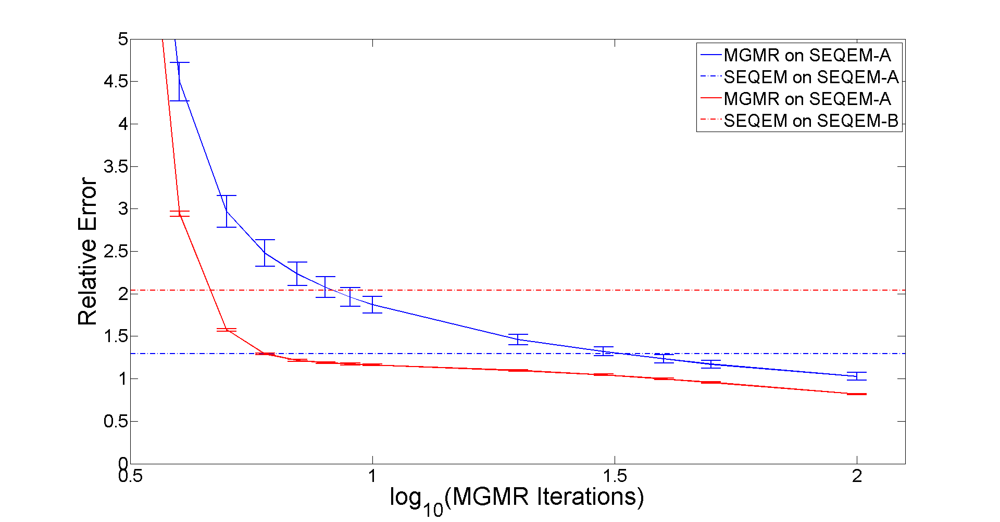 5
4.5
4
3.5
3
2.5
2
1.5
1
0.5
0
Relative Error
MGMR on SEQEM-A
SEQEM on SEQEM-A
MGMR on SEQEM-A
SEQEM on SEQEM-B
0.5 1 1.5 2
log10(MGMR Iterations)